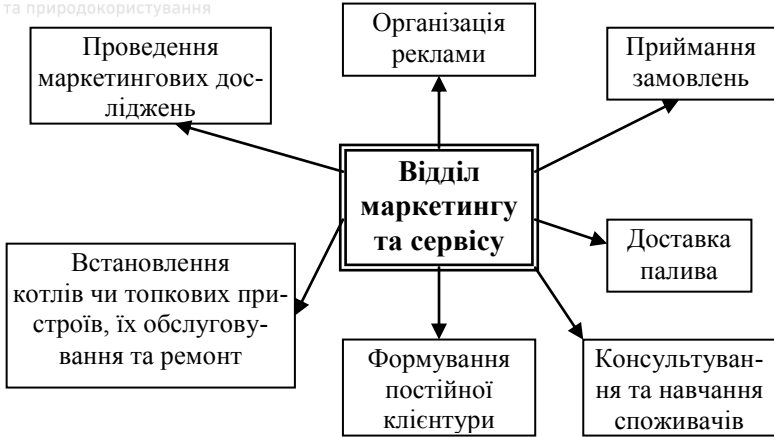 та природокористування
Проведення
маркетингових дос-
ліджень
Організація
реклами
Приймання
замовлень
Відділ
маркетингу
та сервісу
Встановлення
котлів чи топкових при-
строїв, їх обслугову-
вання та ремонт
Доставка
палива
Формування
постійної
клієнтури
Консультуван-
ня та навчання
споживачів